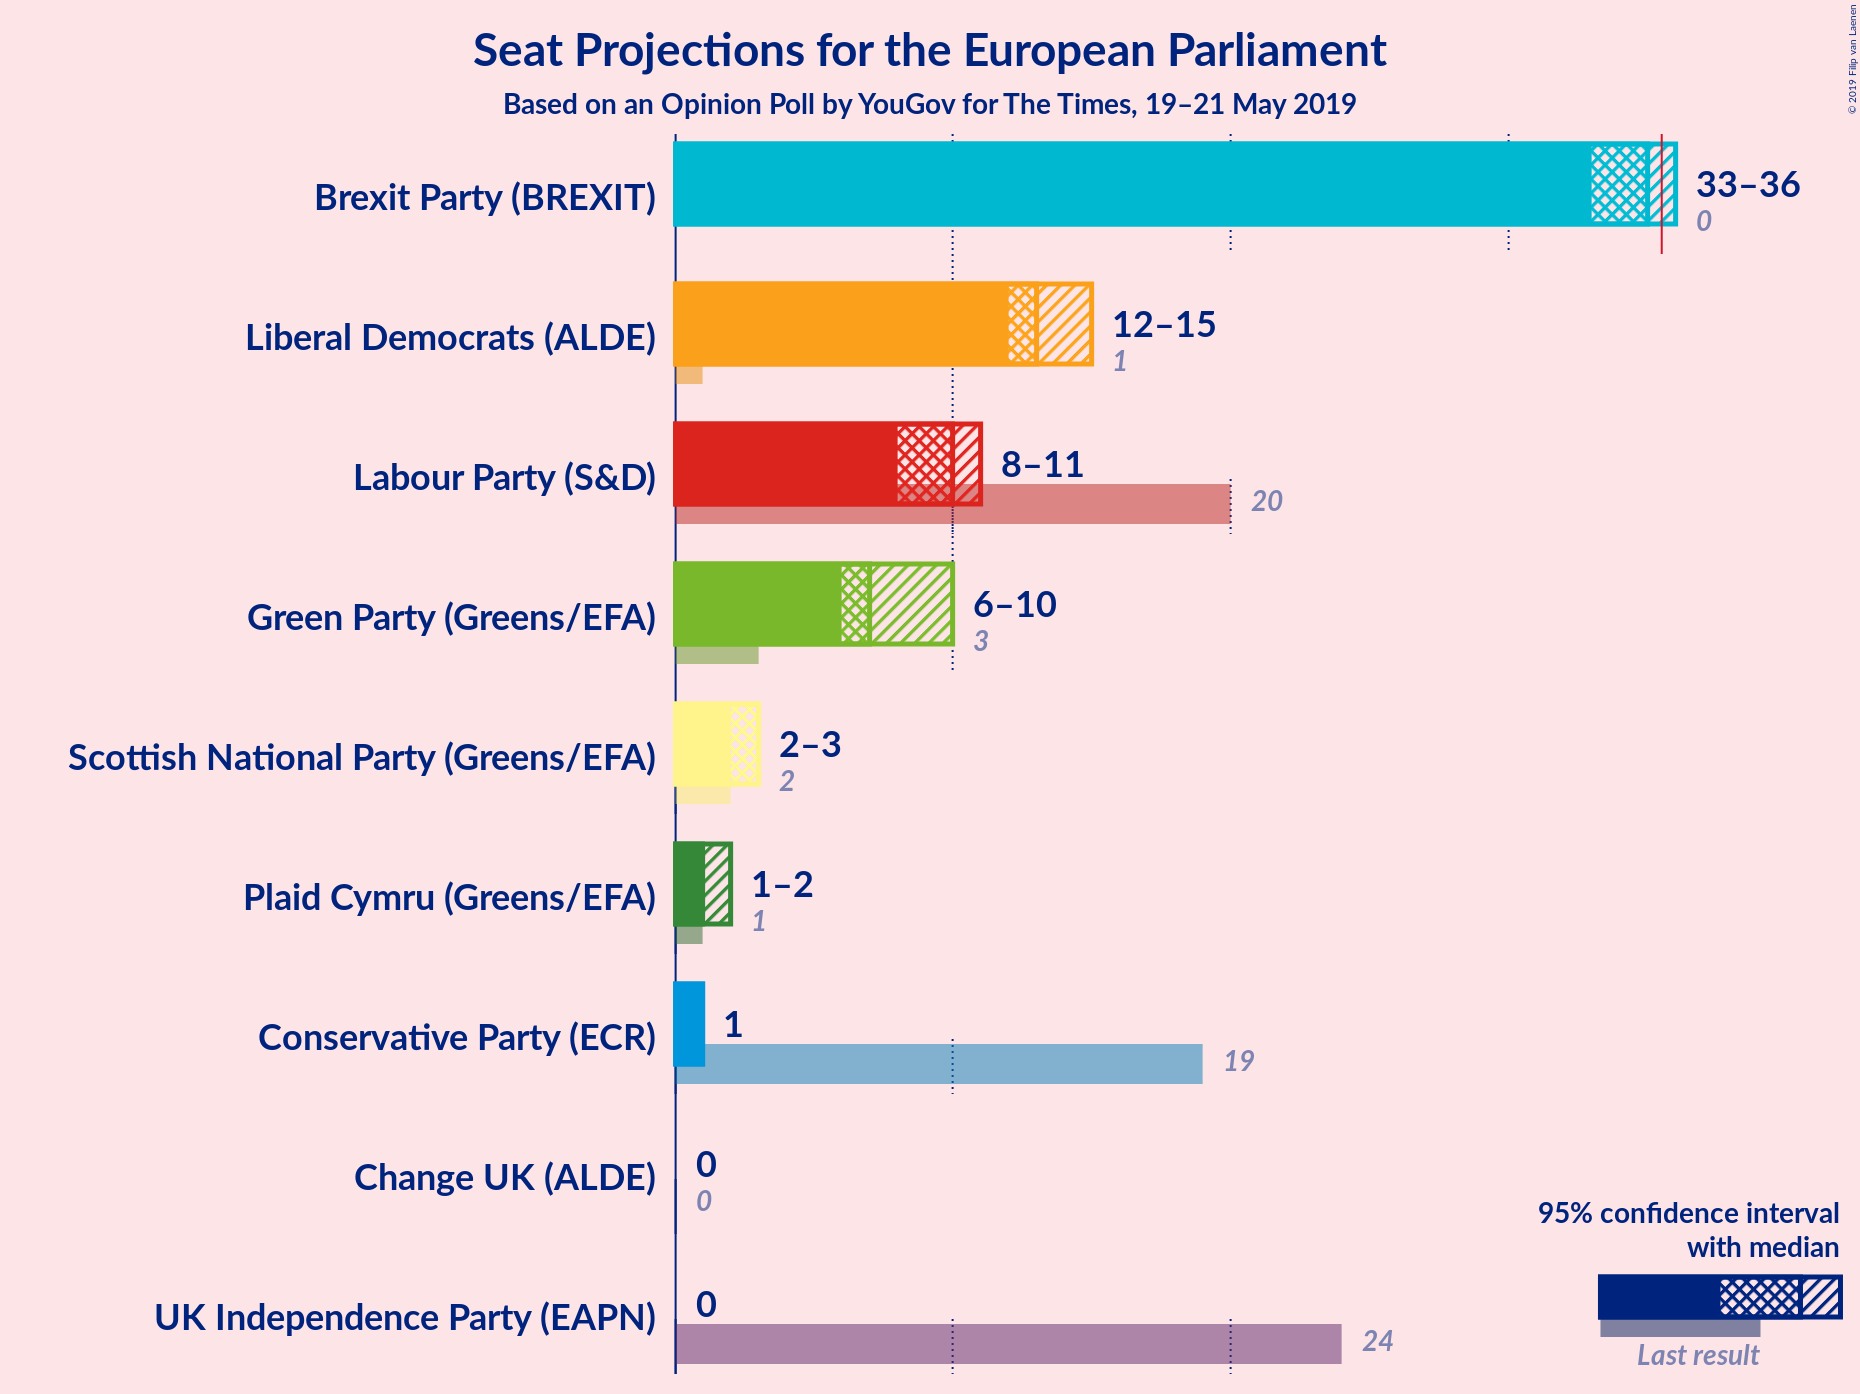 Seat Projections for the European Parliament
Based on an Opinion Poll by YouGov for The Times, 19–21 May 2019
© 2019 Filip van Laenen
Brexit Party (BREXIT)
33–36
0
Liberal Democrats (ALDE)
12–15
1
Labour Party (S&D)
8–11
20
Green Party (Greens/EFA)
6–10
3
Scottish National Party (Greens/EFA)
2–3
2
Plaid Cymru (Greens/EFA)
1–2
1
Conservative Party (ECR)
1
19
Change UK (ALDE)
0
0
UK Independence Party (EAPN)
0
24
95% confidence interval
with median
Last result